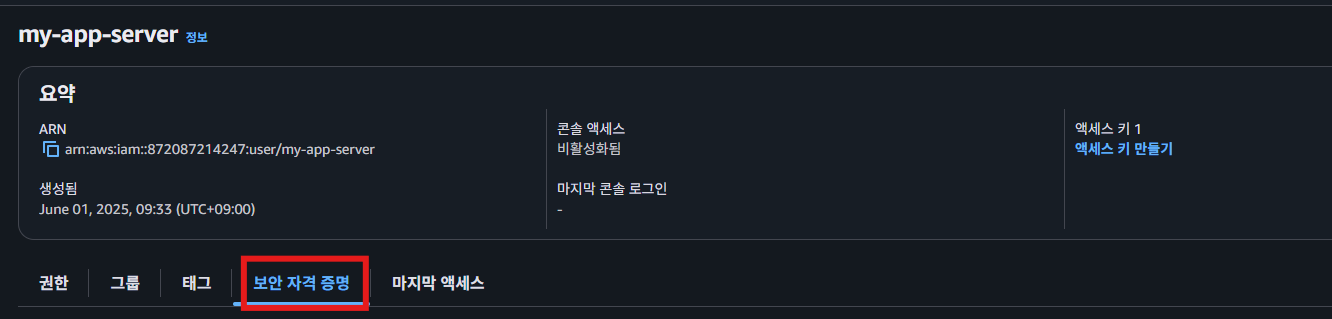 my-app-server 정보
요약
ARN
arn:aws:iam::872087214247:user/my-app-server
생성됨
June 01, 2025, 09:33 (UTC+09:00)
콘솔 액세스
비활성화됨
마지막 콘솔 로그인
-
액세스 키 1
액세스 키 만들기
권한 그룹 태그 보안 자격 증명 마지막 액세스